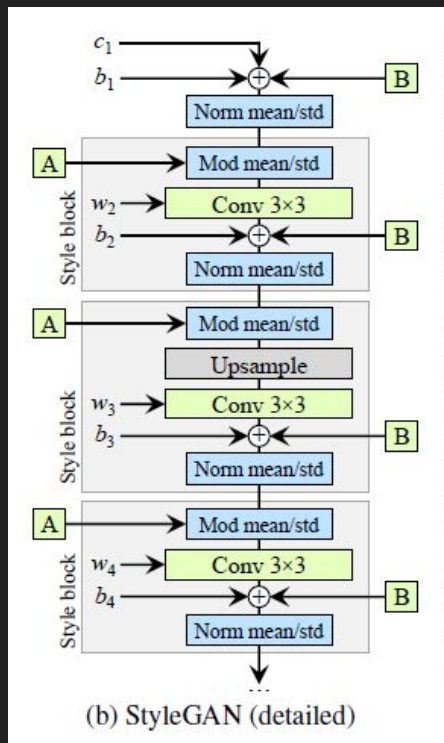 c₁
b₁ + B
Norm mean/std
A Mod mean/std
w₂ Conv 3×3
b₂ + B
Norm mean/std
Style block
A Mod mean/std
Upsample
w₃ Conv 3×3
b₃ + B
Norm mean/std
Style block
A Mod mean/std
w₄ Conv 3×3
b₄ + B
Norm mean/std
Style block
...
(b) StyleGAN (detailed)